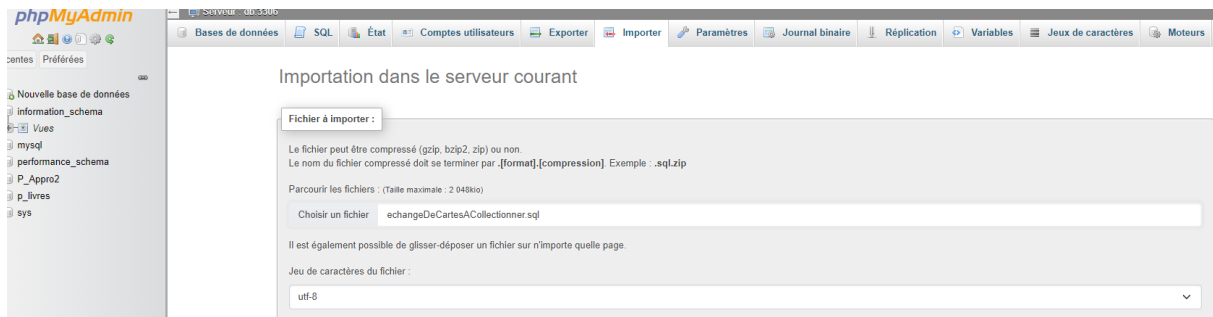 phpMyAdmin
Serveur : db:3306
Bases de données SQL État Comptes utilisateurs Exporter Importer Paramètres Journal binaire Réplication Variables Jeux de caractères Moteurs
centes Préférées
Nouvelle base de données
information_schema
Vues
mysql
performance_schema
P_Appro2
p_livres
sys
Importation dans le serveur courant
Fichier à importer :
Le fichier peut être compressé (gzip, bzip2, zip) ou non.
Le nom du fichier compressé doit se terminer par .[format].[compression]. Exemple : .sql.zip
Parcourir les fichiers : (Taille maximale : 2 048kio)
Choisir un fichier echangeDeCartesACollectionner.sql
Il est également possible de glisser-déposer un fichier sur n'importe quelle page.
Jeu de caractères du fichier :
utf-8